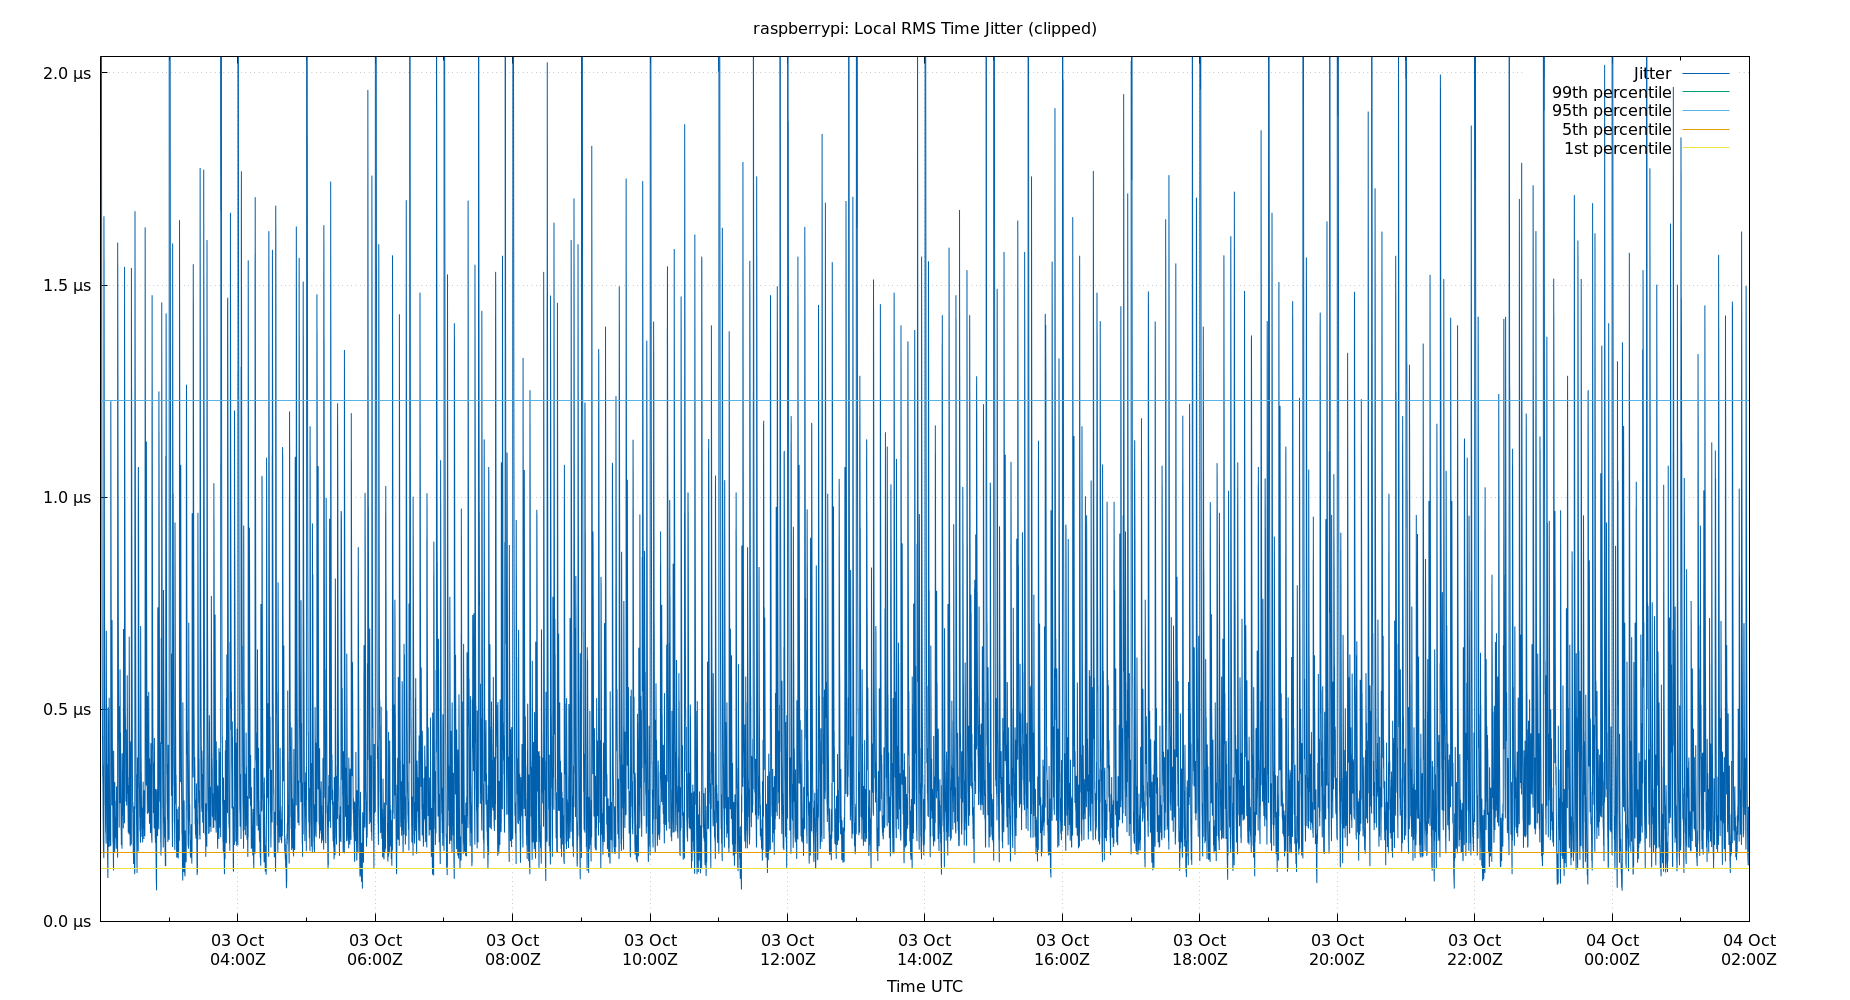 raspberrypi: Local RMS Time Jitter (clipped)
2.0 μs
1.5 μs
1.0 μs
0.5 μs
0.0 μs
Jitter
99th percentile
95th percentile
5th percentile
1st percentile
03 Oct 03 Oct 03 Oct 03 Oct 03 Oct 03 Oct 03 Oct 03 Oct 03 Oct 03 Oct 04 Oct 04 Oct
04:00Z 06:00Z 08:00Z 10:00Z 12:00Z 14:00Z 16:00Z 18:00Z 20:00Z 22:00Z 00:00Z 02:00Z
Time UTC